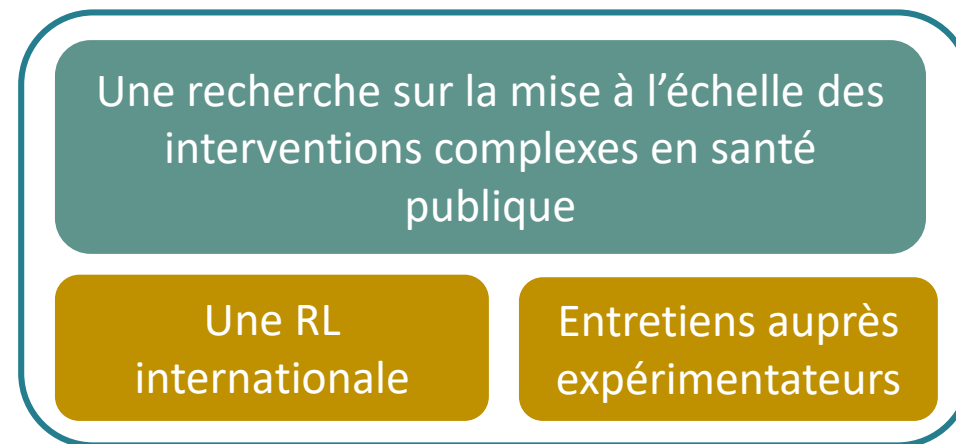 Une recherche sur la mise à l’échelle des
interventions complexes en santé
publique
Une RL
internationale
Entretiens auprès
expérimentateurs